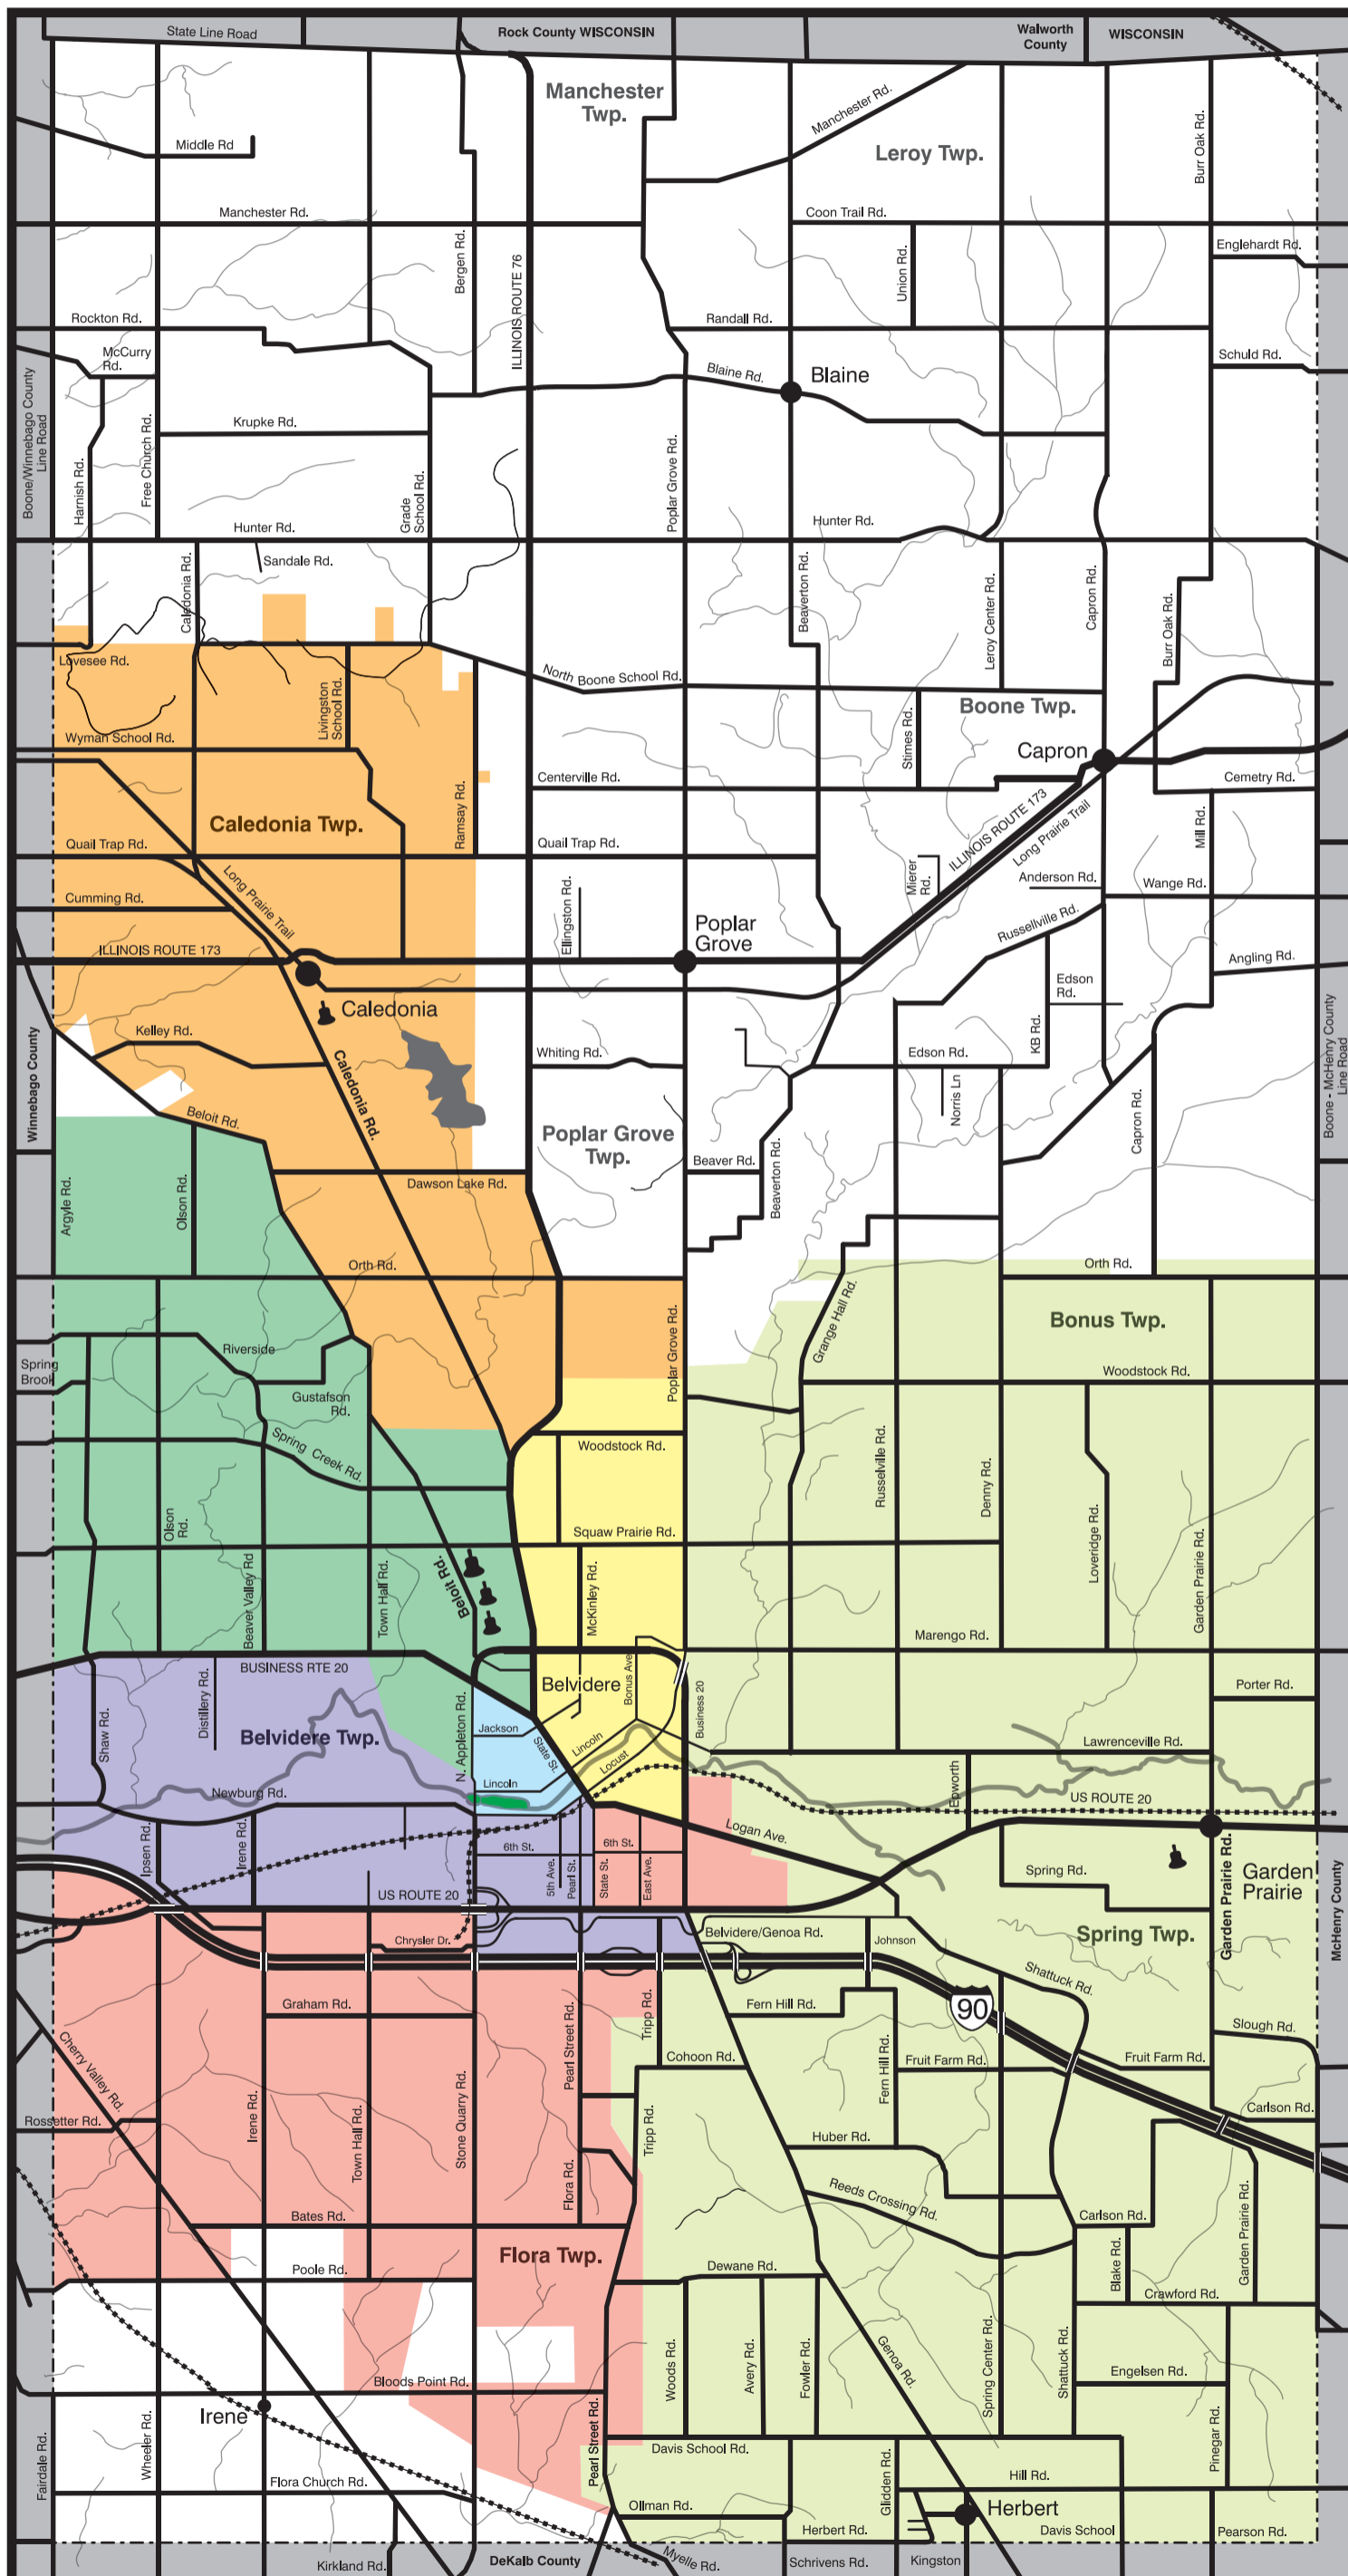 State Line Road
Rock County WISCONSIN
Walworth
County
WISCONSIN
Manchester
Twp.
Manchester Rd.
Leroy Twp.
Burr Oak Rd.
Middle Rd
Manchester Rd.
Coon Trail Rd.
Bergen Rd.
ILLINOIS ROUTE 76
Union Rd.
Englehardt Rd.
Rockton Rd.
Randall Rd.
McCurry
Rd.
Schuld Rd.
Blaine Rd.
Blaine
Boone/Winnebago County
Line Road
Harnish Rd.
Free Church Rd.
Krupke Rd.
Grade
School Rd.
Poplar Grove Rd.
Hunter Rd.
Hunter Rd.
Sandale Rd.
Caledonia Rd.
Beaverton Rd.
Leroy Center Rd.
Capron Rd.
Burr Oak Rd.
Lovesee Rd.
North Boone School Rd.
Livingston
School Rd.
Boone Twp.
Wyman School Rd.
Stimes Rd.
Capron
Centerville Rd.
Cemetry Rd.
Ramsay Rd.
Caledonia Twp.
ILLINOIS ROUTE 173
Long Prairie Trail
Mill Rd.
Quail Trap Rd.
Quail Trap Rd.
Long Prairie Trail
Mierer
Rd.
Anderson Rd.
Wange Rd.
Cumming Rd.
Ellingston Rd.
Poplar
Grove
Russellville Rd.
ILLINOIS ROUTE 173
Angling Rd.
Edson
Rd.
Caledonia
Kelley Rd.
Whiting Rd.
Edson Rd.
KB Rd.
Winnebago County
Caledonia Rd.
Norris Ln
Capron Rd.
Boone - McHenry County
Line Road
Beloit Rd.
Poplar Grove
Twp.
Beaver Rd.
Beaverton Rd.
Argyle Rd.
Olson Rd.
Dawson Lake Rd.
Orth Rd.
Orth Rd.
Grange Hall Rd.
Bonus Twp.
Poplar Grove Rd.
Riverside
Spring
Brook
Woodstock Rd.
Gustafson
Rd.
Spring Creek Rd.
Woodstock Rd.
Russelville Rd.
Denny Rd.
Olson
Rd.
Squaw Prairie Rd.
Loveridge Rd.
Garden Prairie Rd.
Beaver Valley Rd
Town Hall Rd.
Beloit Rd.
McKinley Rd.
Marengo Rd.
BUSINESS RTE 20
Belvidere
Bonus Ave
Business 20
Porter Rd.
Shaw Rd.
Distillery Rd.
Belvidere Twp.
N. Appleton Rd.
Jackson
State St.
Lincoln
Locust
Lawrenceville Rd.
Newburg Rd.
Lincoln
Epworth
US ROUTE 20
Logan Ave.
Ipsen Rd.
Irene Rd.
6th St.
6th St.
5th Ave.
Pearl St.
State St.
East Ave.
Spring Rd.
Garden Prairie Rd.
Garden
Prairie
McHenry County
US ROUTE 20
Chrysler Dr.
Belvidere/Genoa Rd.
Johnson
Spring Twp.
Shattuck Rd.
Graham Rd.
Fern Hill Rd.
90
Slough Rd.
Cherry Valley Rd.
Pearl Street Rd.
Tripp Rd.
Cohoon Rd.
Fern Hill Rd.
Fruit Farm Rd.
Fruit Farm Rd.
Rossetter Rd.
Irene Rd.
Town Hall Rd.
Stone Quarry Rd.
Tripp Rd.
Carlson Rd.
Huber Rd.
Flora Rd.
Reeds Crossing Rd.
Carlson Rd.
Garden Prairie Rd.
Bates Rd.
Flora Twp.
Poole Rd.
Dewane Rd.
Blake Rd.
Crawford Rd.
Genoa Rd.
Woods Rd.
Avery Rd.
Fowler Rd.
Spring Center Rd.
Shattuck Rd.
Engelsen Rd.
Bloods Point Rd.
Irene
Fairdale Rd.
Wheeler Rd.
Pearl Street Rd.
Pinegar Rd.
Davis School Rd.
Flora Church Rd.
Glidden Rd.
Hill Rd.
Ollman Rd.
Herbert
Herbert Rd.
Davis School
Pearson Rd.
Kirkland Rd.
DeKalb County
Myelle Rd.
Schrivens Rd.
Kingston